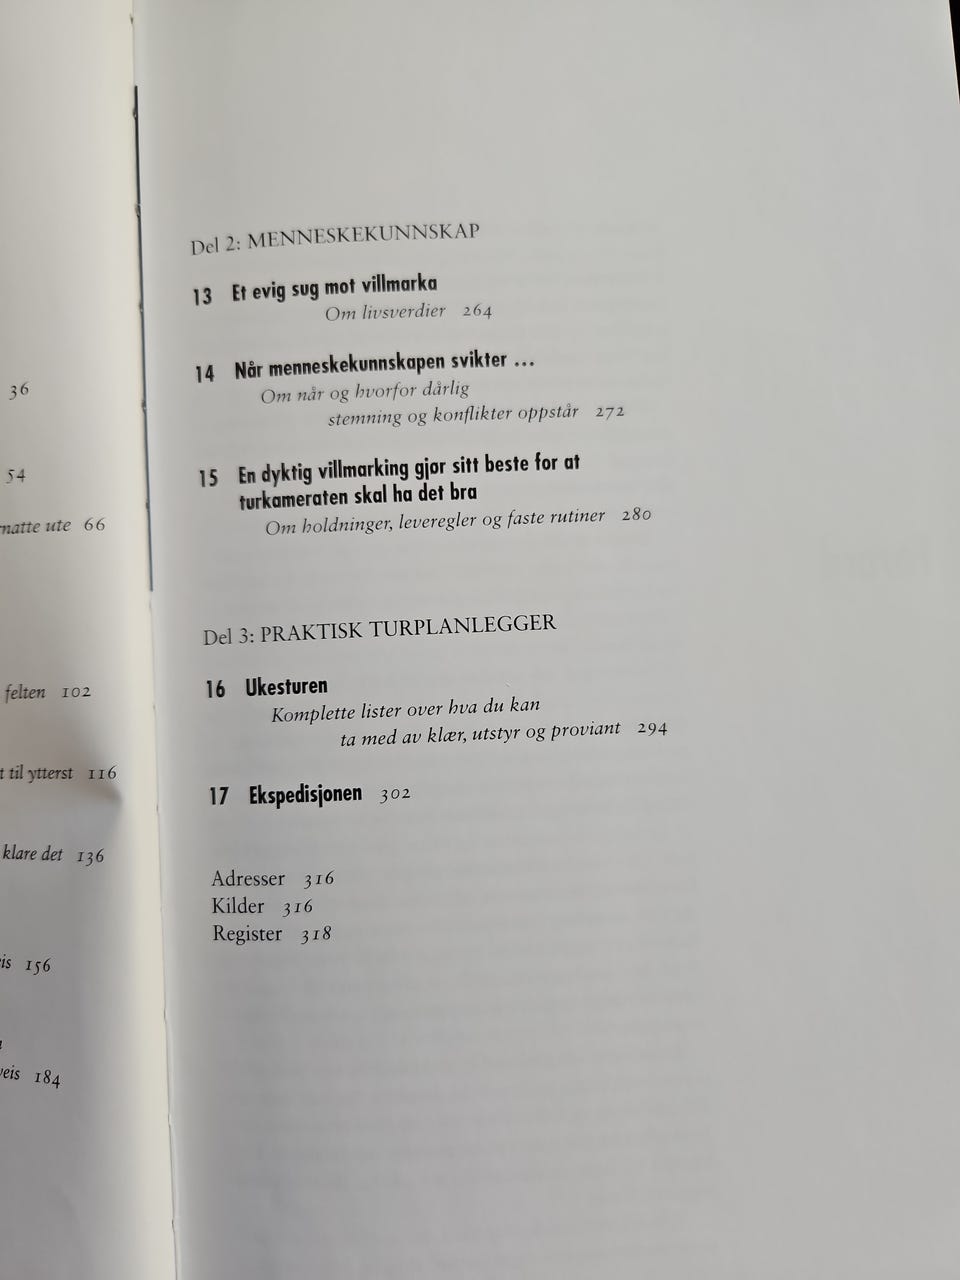 36
54
natte ute 66
felten 102
t til ytterst 116
klare det 136
is 156
eis 184
Del 2: MENNESKEKUNNSKAP
13 Et evig sug mot villmarka
Om livsverdier 264
14 Når menneskekunnskapen svikter ...
Om når og hvorfor dårlig
stemning og konflikter oppstår 272
15 En dyktig villmarking gjør sitt beste for at
turkameraten skal ha det bra
Om holdninger, leveregler og faste rutiner 280
Del 3: PRAKTISK TURPLANLEGGER
16 Ukesturen
Komplette lister over hva du kan
ta med av klær, utstyr og proviant 294
17 Ekspedisjonen 302
Adresser 316
Kilder 316
Register 318